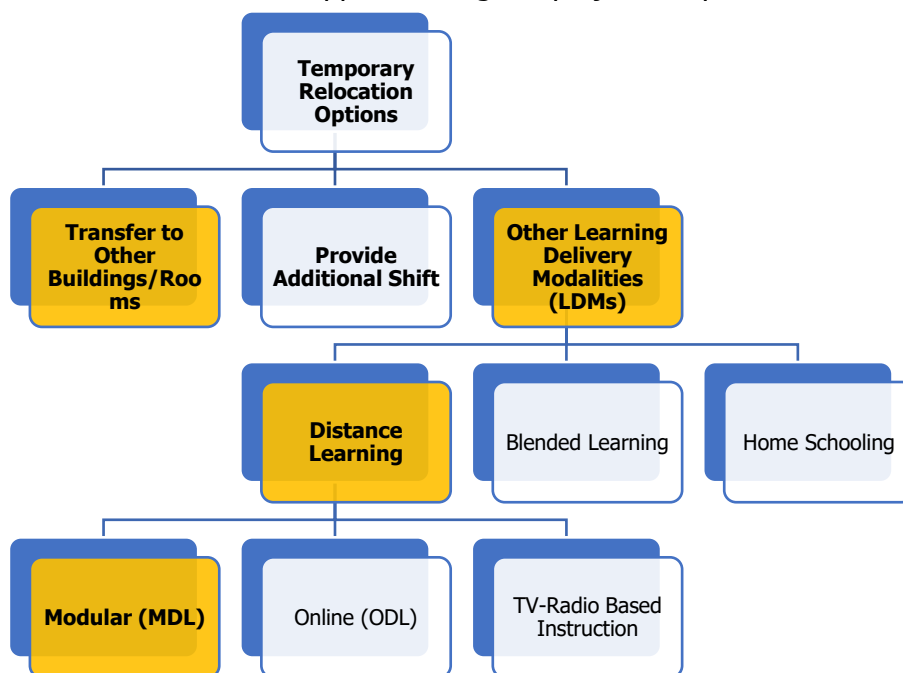 Temporary
Relocation
Options
Transfer to
Other
Buildings/Roo
ms
Provide
Additional Shift
Other Learning
Delivery
Modalities
(LDMs)
Distance
Learning
Blended Learning
Home Schooling
Modular (MDL)
Online (ODL)
TV-Radio Based
Instruction